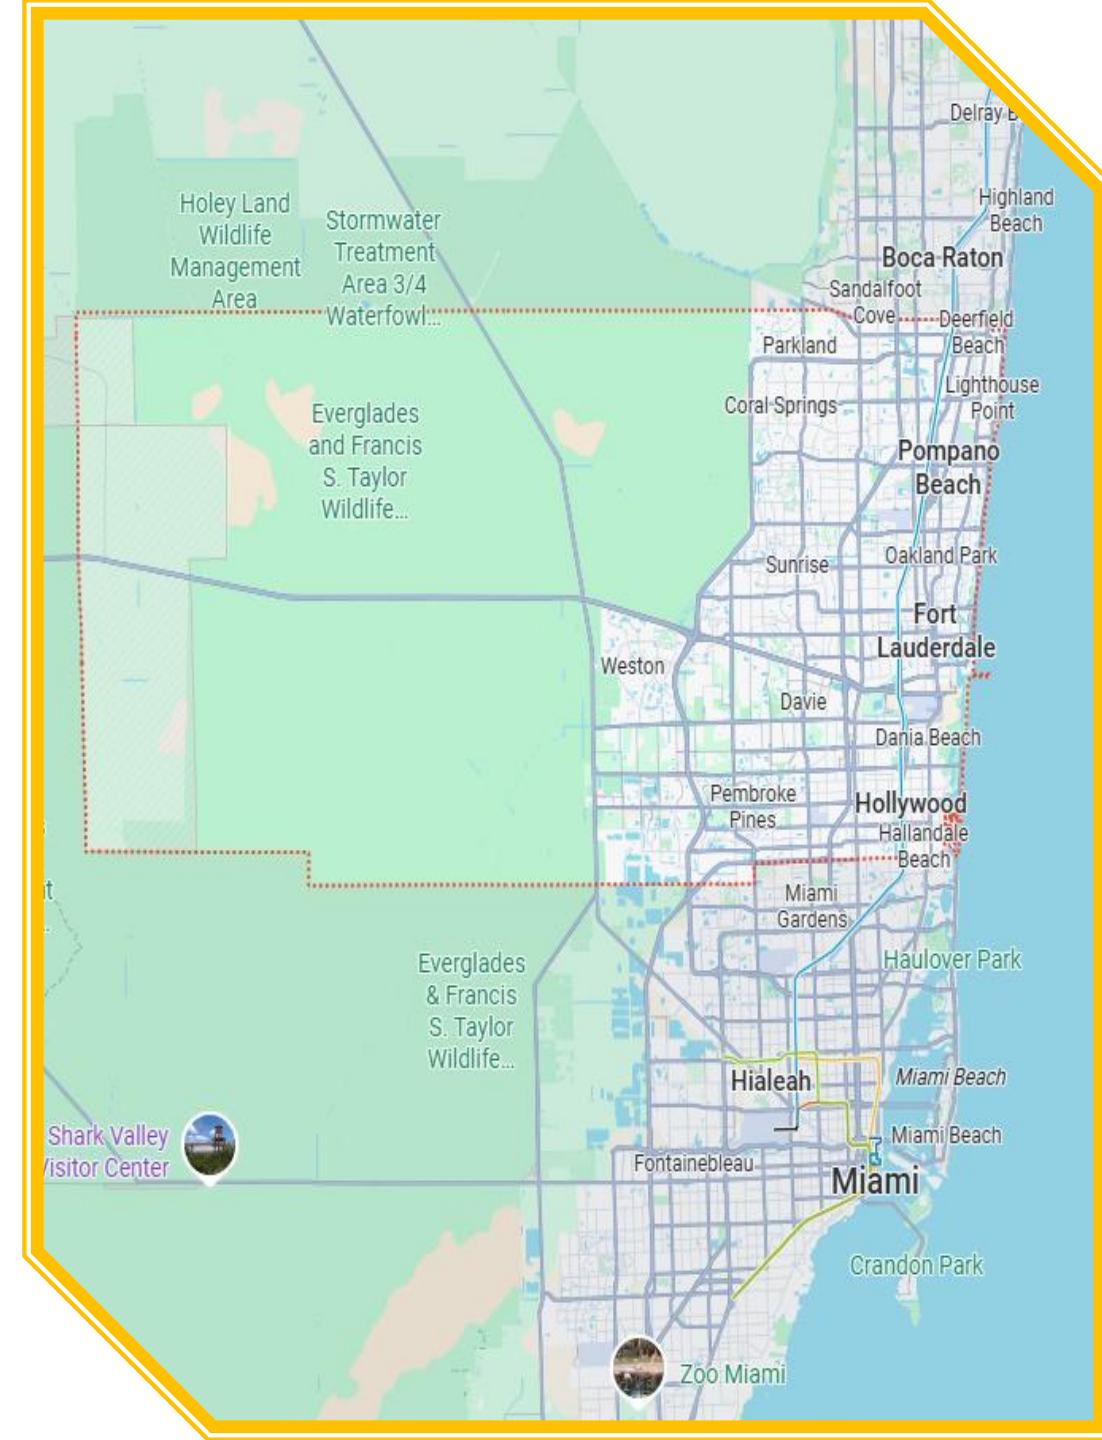 Delray B
Highland
Beach
Holey Land
Wildlife
Management
Area
Stormwater
Treatment
Area 3/4
Waterfowl...
Boca Raton
Sandalfoot
Cove
Deerfield
Beach
Parkland
Lighthouse
Point
Coral Springs
Everglades
and Francis
S. Taylor
Wildlife...
Pompano
Beach
Oakland Park
Sunrise
Fort
Lauderdale
Weston
Davie
Dania Beach
Pembroke
Pines
Hollywood
Hallandale
Beach
Miami
Gardens
Everglades
& Francis
S. Taylor
Wildlife...
Haulover Park
Hialeah
Miami Beach
Shark Valley
Visitor Center
Miami Beach
Fontainebleau
Miami
Crandon Park
Zoo Miami